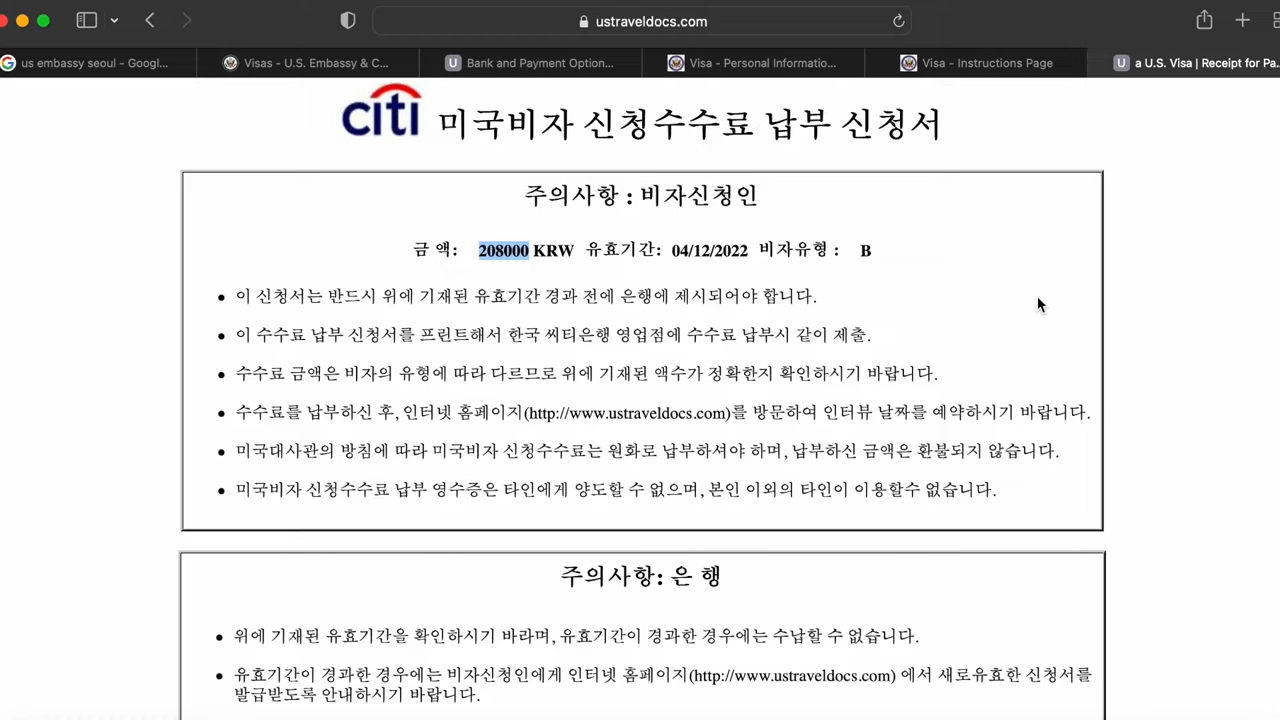 ustraveldocs.com
us embassy seoul - Googl...
Visas - U.S. Embassy & C...
U
Bank and Payment Option...
Visa - Personal Informatio...
Visa - Instructions Page
U
a U.S. Visa | Receipt for Pa...
citi 미국비자 신청수수료 납부 신청서
주의사항 : 비자신청인
금 액: 208000 KRW 유효기간: 04/12/2022 비자유형 : B
• 이 신청서는 반드시 위에 기재된 유효기간 경과 전에 은행에 제시되어야 합니다.
• 이 수수료 납부 신청서를 프린트해서 한국 씨티은행 영업점에 수수료 납부시 같이 제출.
• 수수료 금액은 비자의 유형에 따라 다르므로 위에 기재된 액수가 정확한지 확인하시기 바랍니다.
• 수수료를 납부하신 후, 인터넷 홈페이지(http://www.ustraveldocs.com)를 방문하여 인터뷰 날짜를 예약하시기 바랍니다.
• 미국대사관의 방침에 따라 미국비자 신청수수료는 원화로 납부하셔야 하며, 납부하신 금액은 환불되지 않습니다.
• 미국비자 신청수수료 납부 영수증은 타인에게 양도할 수 없으며, 본인 이외의 타인이 이용할수 없습니다.
주의사항: 은 행
• 위에 기재된 유효기간을 확인하시기 바라며, 유효기간이 경과한 경우에는 수납할 수 없습니다.
• 유효기간이 경과한 경우에는 비자신청인에게 인터넷 홈페이지(http://www.ustraveldocs.com) 에서 새로유효한 신청서를
발급받도록 안내하시기 바랍니다.